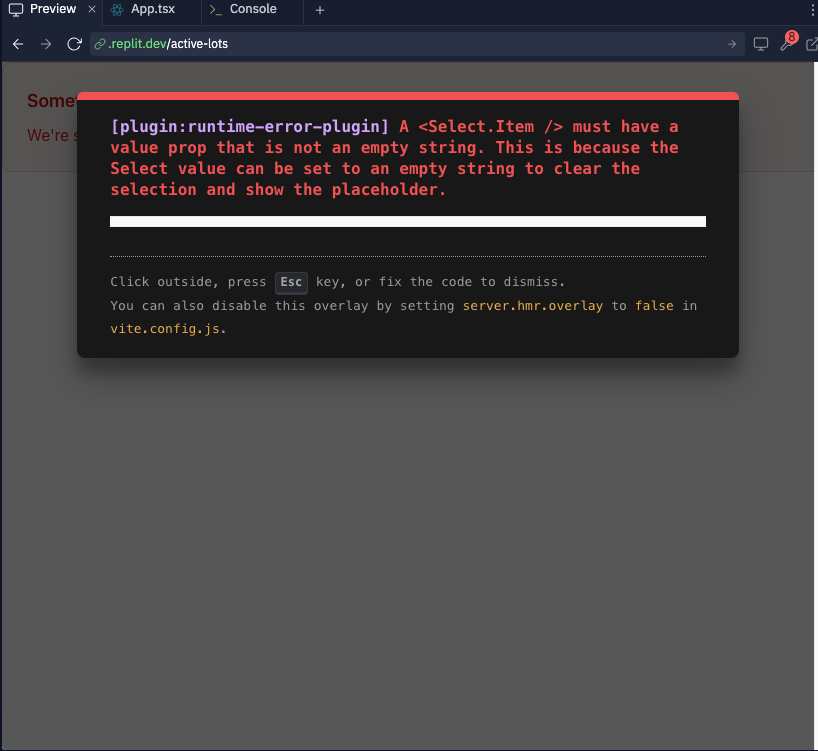 Preview
App.tsx
Console
.replit.dev/active-lots
8
We're
[plugin:runtime-error-plugin] A <Select.Item /> must have a
value prop that is not an empty string. This is because the
Select value can be set to an empty string to clear the
selection and show the placeholder.
Click outside, press Esc key, or fix the code to dismiss.
You can also disable this overlay by setting server.hmr.overlay to false in
vite.config.js.